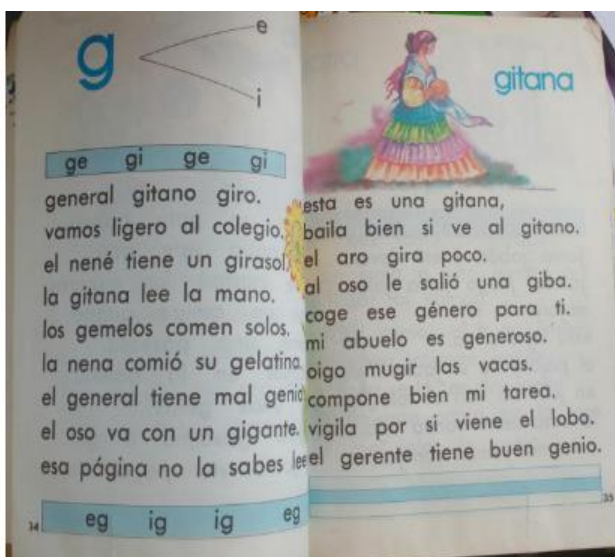 g
e
i
ge gi ge gi
general gitano giro.
vamos ligero al colegio.
el nené tiene un girasol
la gitana lee la mano.
los gemelos comen solos.
la nena comió su gelatina.
el general tiene mal genio
el oso va con un gigante.
esa página no la sabes lee
eg ig ig eg
34
gitana
esta es una gitana,
baila bien si ve al gitano.
el aro gira poco.
al oso le salió una giba.
coge ese género para ti.
mi abuelo es generoso.
oigo mugir las vacas.
compone bien mi tarea.
vigila por si viene el lobo.
el gerente tiene buen genio.
35